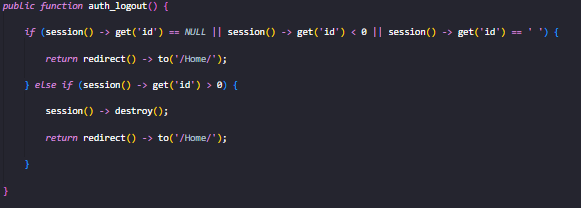 public function auth_logout() {
if (session() -> get('id') == NULL || session() -> get('id') < 0 || session() -> get('id') == ' ') {
return redirect() -> to('/Home/');
} else if (session() -> get('id') > 0) {
session() -> destroy();
return redirect() -> to('/Home/');
}
}